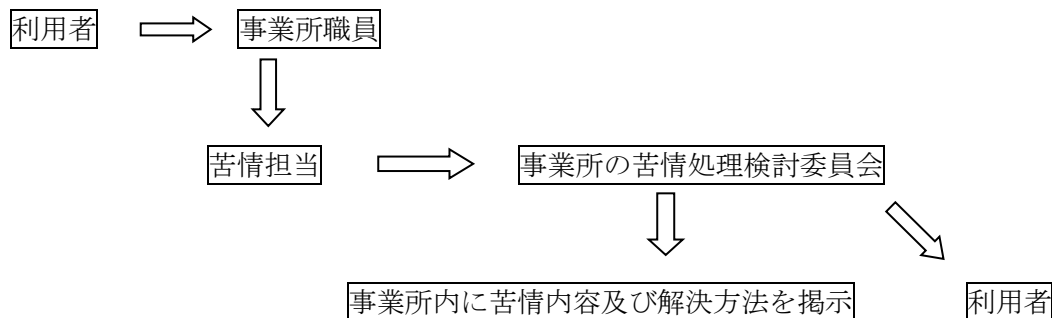 利用者 事業所職員
苦情担当 事業所の苦情処理検討委員会
事業所内に苦情内容及び解決方法を掲示 利用者